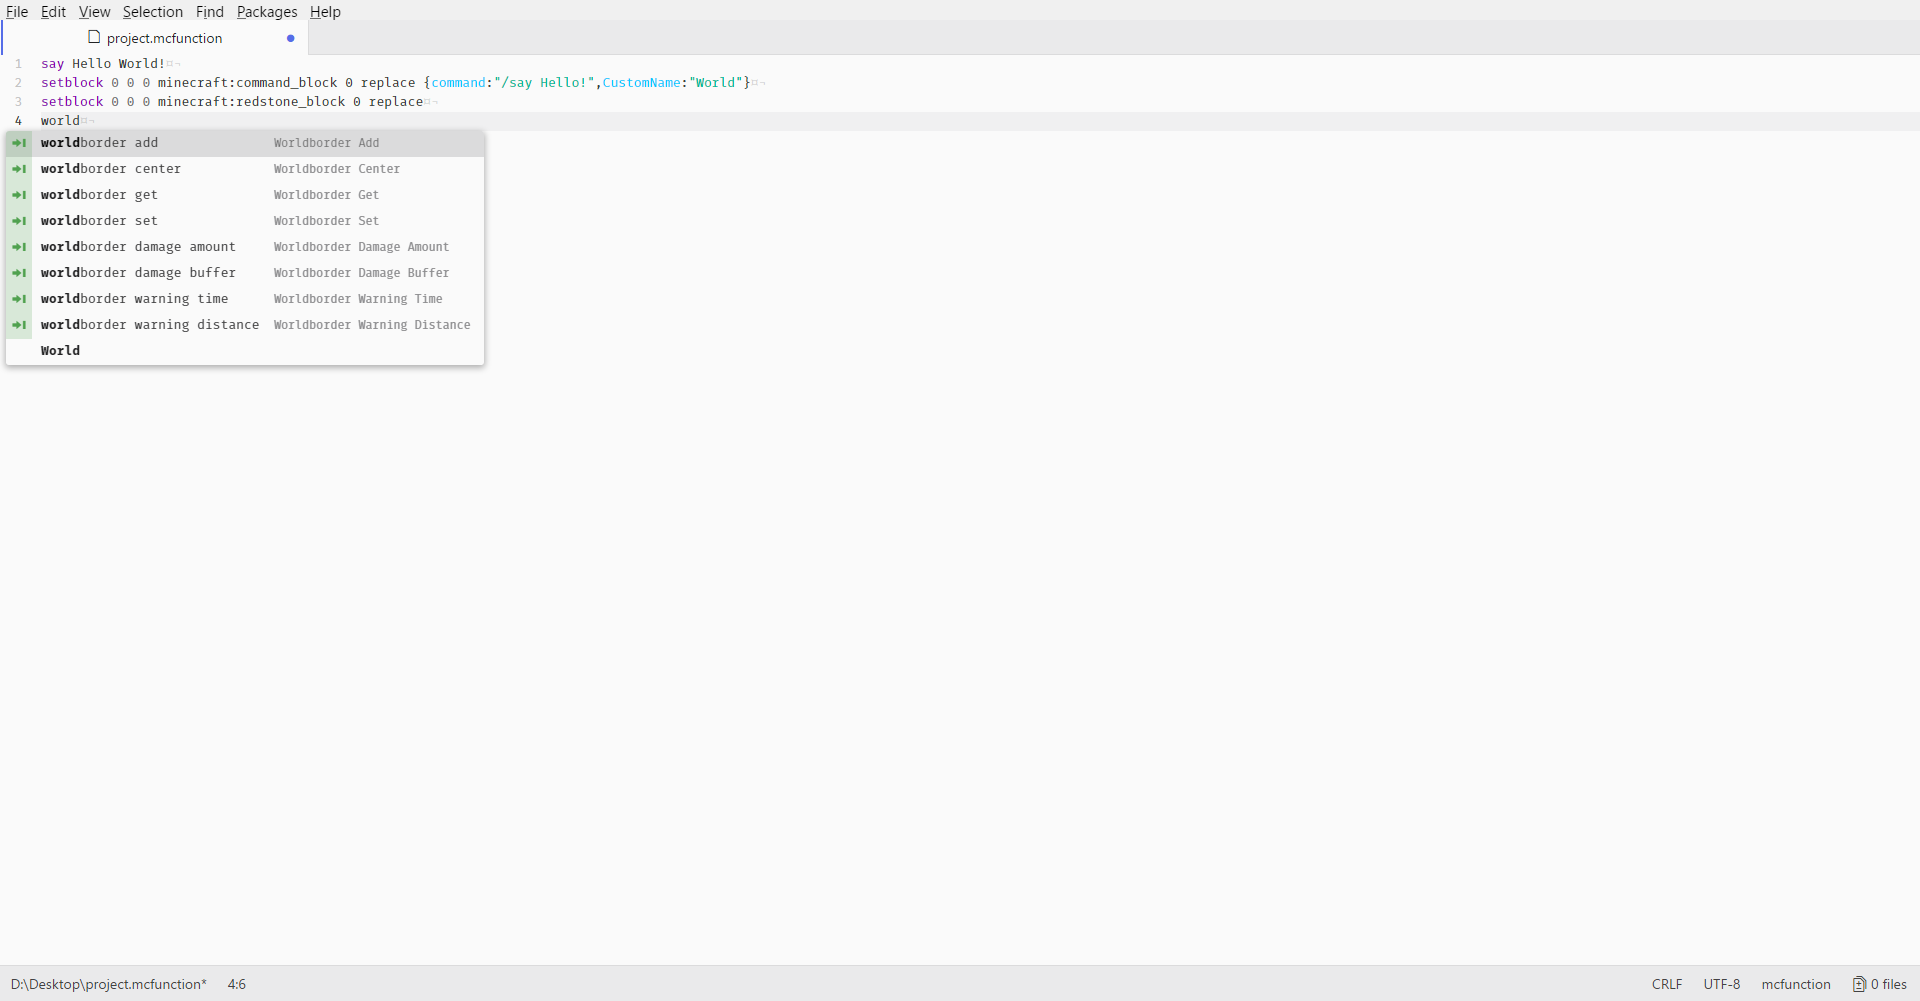 File Edit View Selection Find Packages Help
project.mcfunction
1 say Hello World!¤¬
2 setblock 0 0 0 minecraft:command_block 0 replace {command:"/say Hello!",CustomName:"World"}¤¬
3 setblock 0 0 0 minecraft:redstone_block 0 replace¤¬
4 world¤¬
worldborder add Worldborder Add
worldborder center Worldborder Center
worldborder get Worldborder Get
worldborder set Worldborder Set
worldborder damage amount Worldborder Damage Amount
worldborder damage buffer Worldborder Damage Buffer
worldborder warning time Worldborder Warning Time
worldborder warning distance Worldborder Warning Distance
World
D:\Desktop\project.mcfunction* 4:6 CRLF UTF-8 mcfunction 0 files